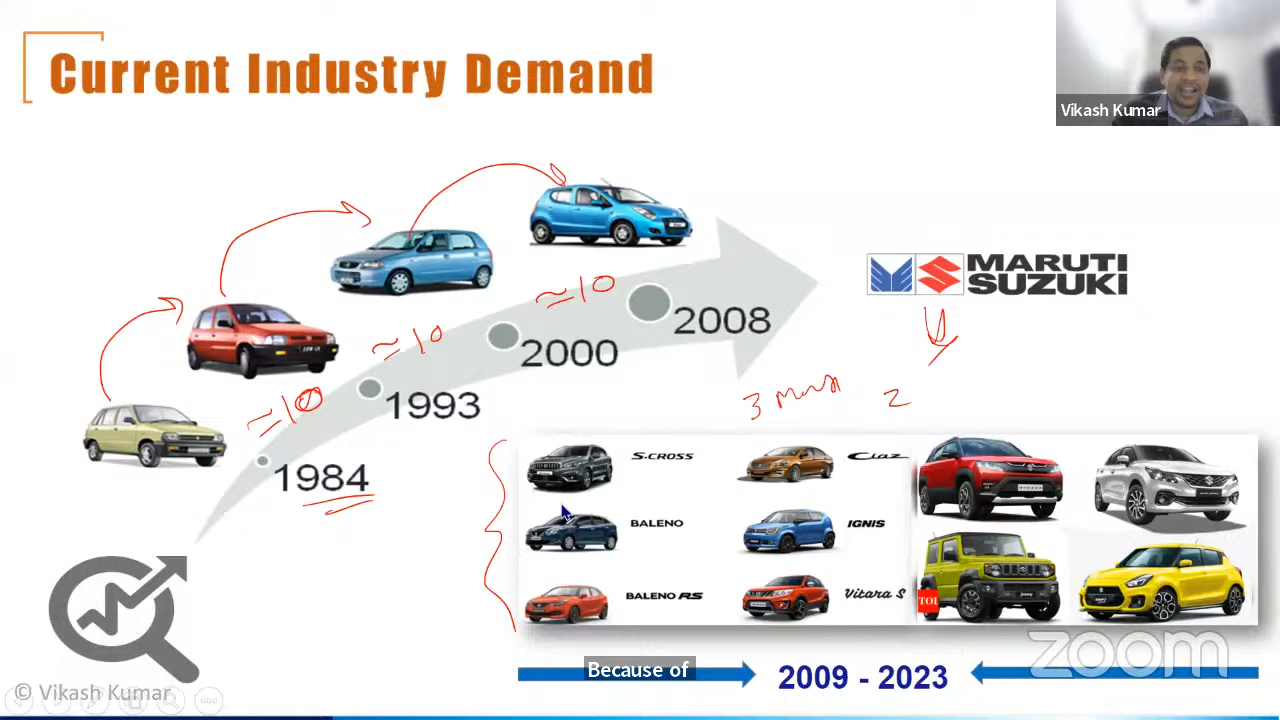 Current Industry Demand
Vikash Kumar
MARUTI
SUZUKI
≃10
2008
≃10
2000
≃10
1993
3
2
1984
S-CROSS
Ciaz
BALENO
IGNIS
BALENO RS
Vitara S
TOI
zoom
Because of
2009 - 2023
© Vikash Kumar